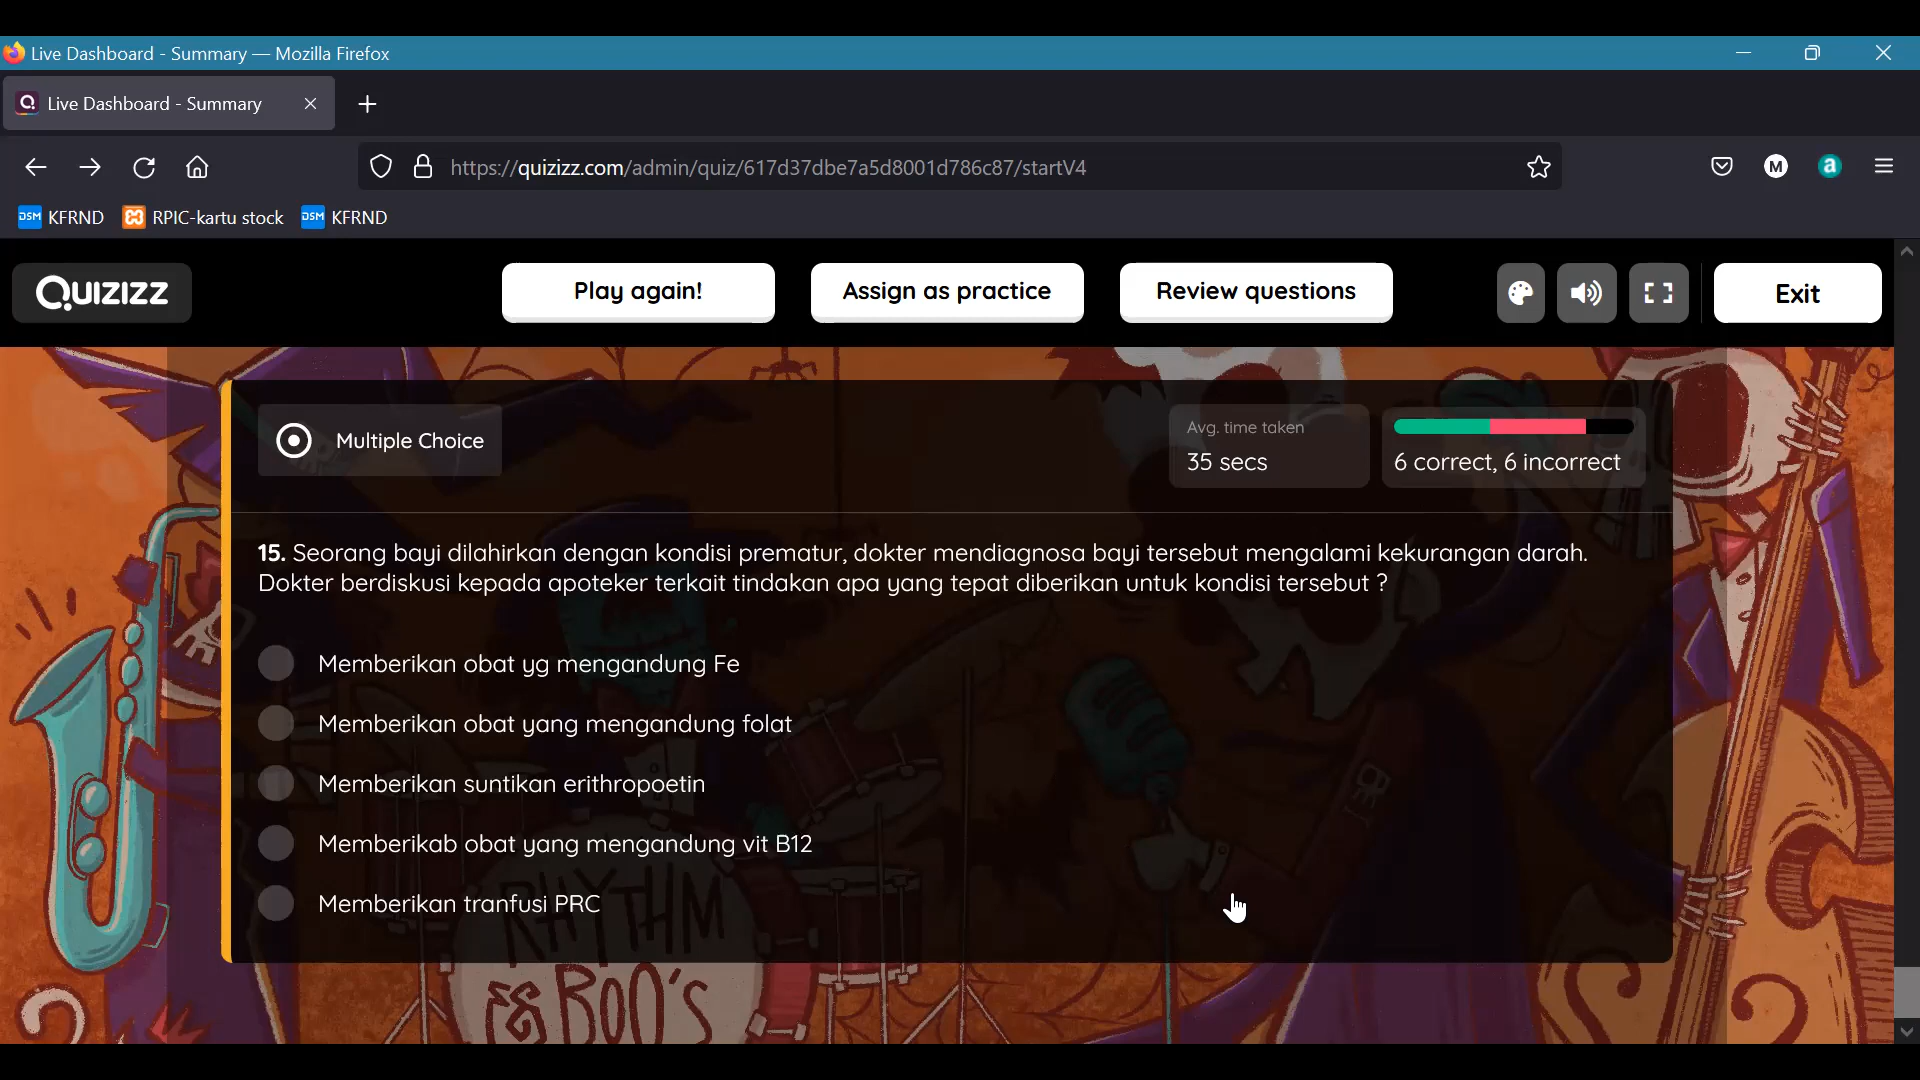 Live Dashboard - Summary — Mozilla Firefox
Live Dashboard - Summary
https://quizizz.com/admin/quiz/617d37dbe7a5d8001d786c87/startV4
M
a
DSM KFRND RPIC-kartu stock DSM KFRND
QUIZIZZ
Play again!
Assign as practice
Review questions
Exit
Multiple Choice
Avg. time taken
35 secs
6 correct, 6 incorrect
15. Seorang bayi dilahirkan dengan kondisi prematur, dokter mendiagnosa bayi tersebut mengalami kekurangan darah.
Dokter berdiskusi kepada apoteker terkait tindakan apa yang tepat diberikan untuk kondisi tersebut ?
Memberikan obat yg mengandung Fe
Memberikan obat yang mengandung folat
Memberikan suntikan erithropoetin
Memberikab obat yang mengandung vit B12
Memberikan tranfusi PRC
RHYTHM
& BOO'S